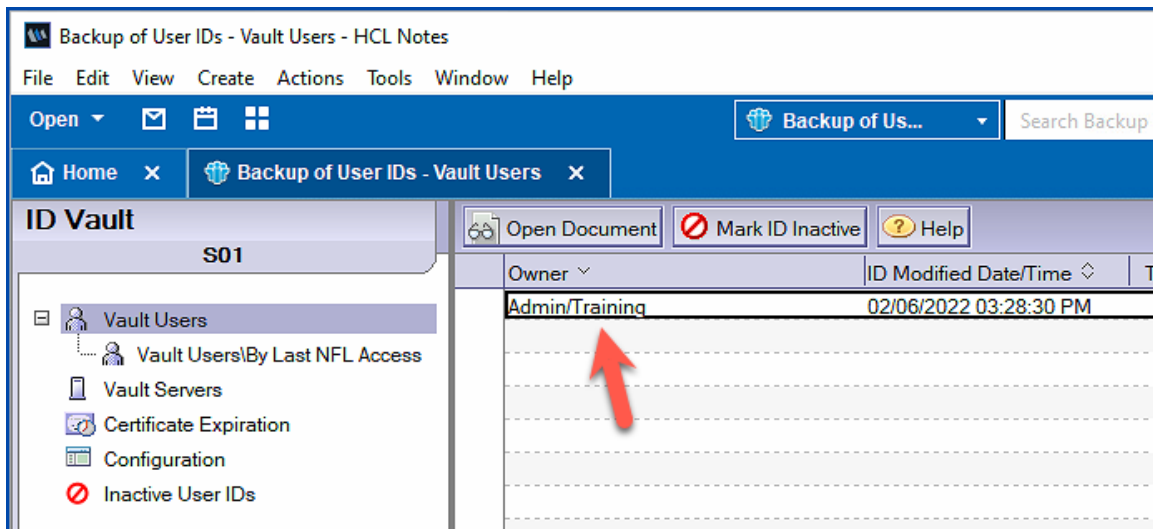 Backup of User IDs - Vault Users - HCL Notes
File Edit View Create Actions Tools Window Help
Open Backup of Us... Search Backup
Home Backup of User IDs - Vault Users
ID Vault
S01
Open Document Mark ID Inactive Help
Owner ID Modified Date/Time T
Admin/Training 02/06/2022 03:28:30 PM
Vault Users
Vault Users\By Last NFL Access
Vault Servers
Certificate Expiration
Configuration
Inactive User IDs